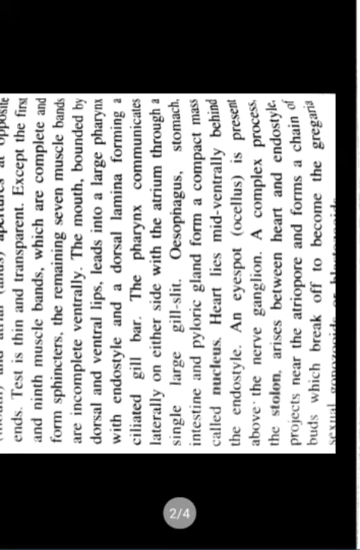 ends. Test is thin and transparent. Except the first
and ninth muscle bands, which are complete and
form sphincters, the remaining seven muscle bands
are incomplete ventrally. The mouth, bounded by
dorsal and ventral lips, leads into a large pharynx
with endostyle and a dorsal lamina forming a
ciliated gill bar. The pharynx communicates
laterally on either side with the atrium through a
single large gill-slit. Oesophagus, stomach,
intestine and pyloric gland form a compact mass
called nucleus. Heart lies mid-ventrally behind
the endostyle. An eyespot (ocellus) is present
above the nerve ganglion. A complex process,
the stolon, arises between heart and endostyle,
projects near the atriopore and forms a chain of
buds which break off to become the gregaria
2/4